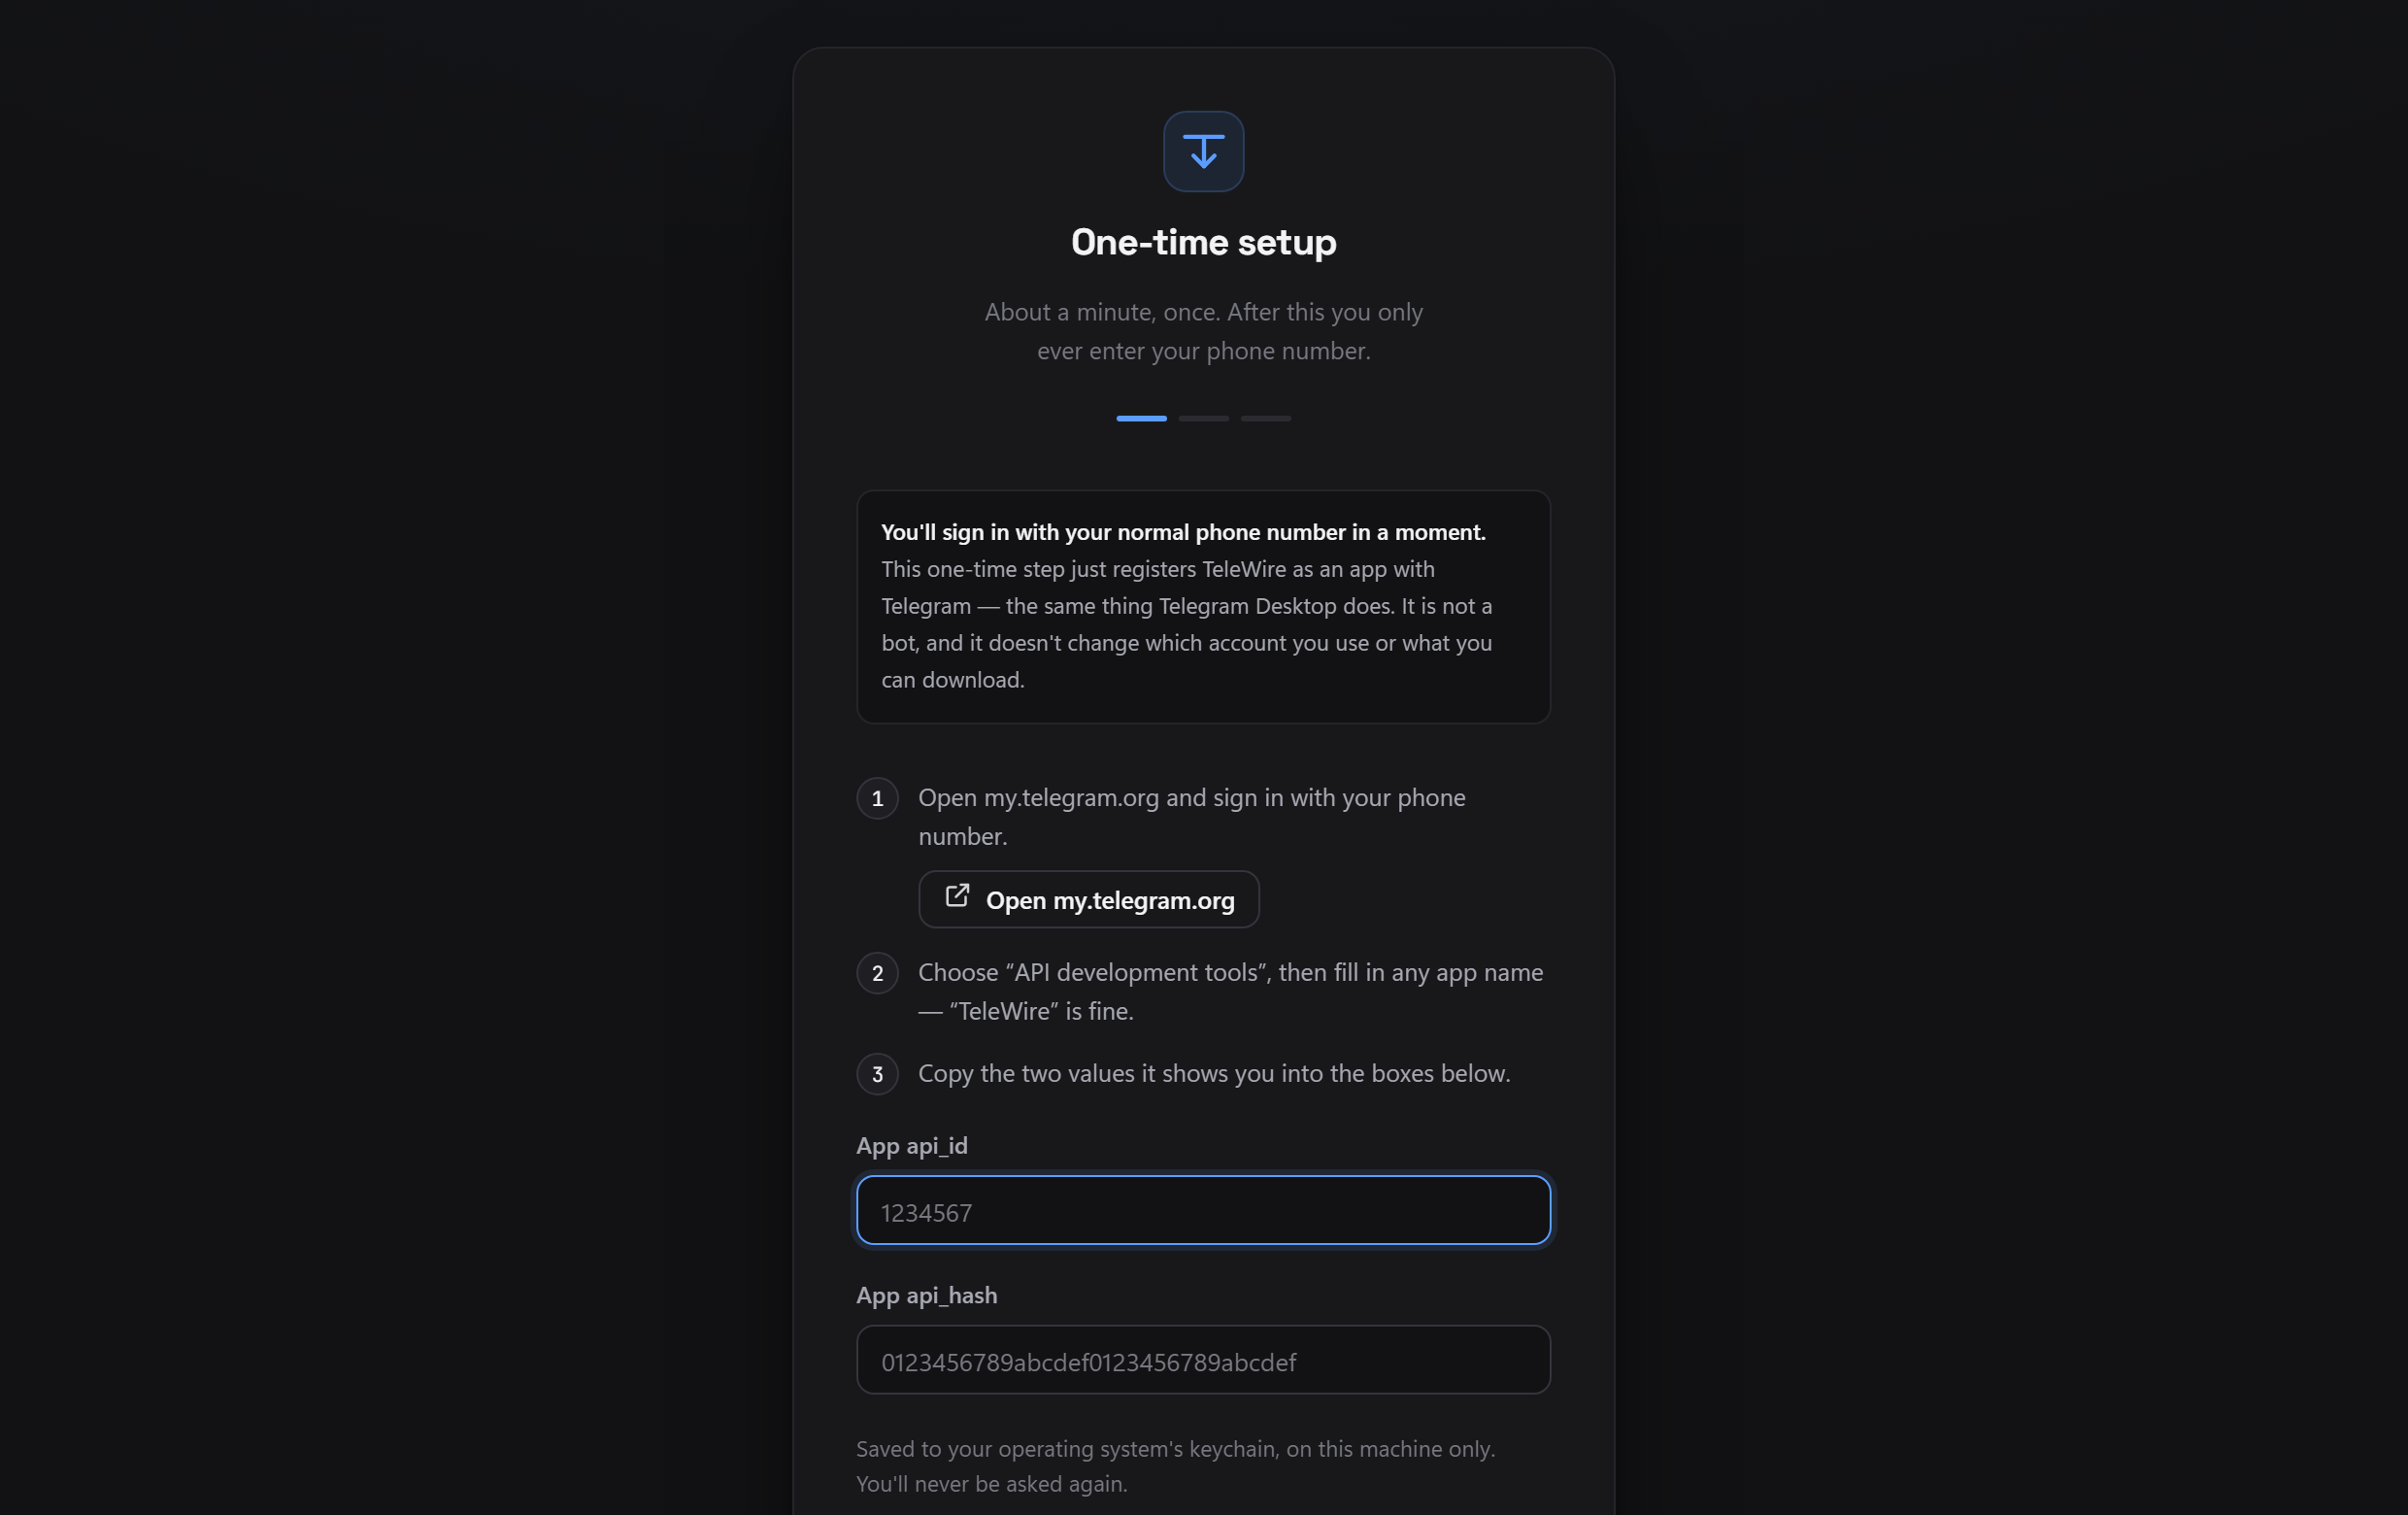 One-time setup
About a minute, once. After this you only
ever enter your phone number.
You'll sign in with your normal phone number in a moment.
This one-time step just registers TeleWire as an app with
Telegram — the same thing Telegram Desktop does. It is not a
bot, and it doesn't change which account you use or what you
can download.
1 Open my.telegram.org and sign in with your phone
number.
Open my.telegram.org
2 Choose “API development tools”, then fill in any app name
— “TeleWire” is fine.
3 Copy the two values it shows you into the boxes below.
App api_id
1234567
App api_hash
0123456789abcdef0123456789abcdef
Saved to your operating system's keychain, on this machine only.
You'll never be asked again.